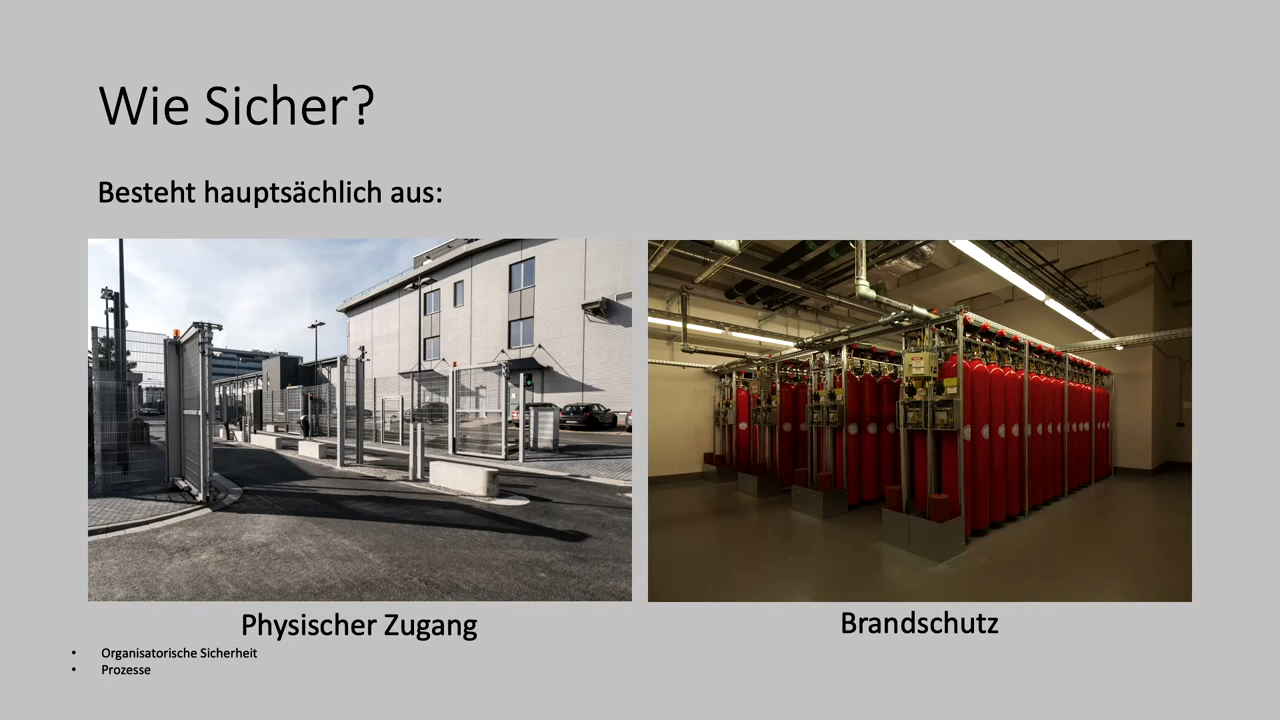 Wie Sicher?
Besteht hauptsächlich aus:
Physischer Zugang
Brandschutz
• Organisatorische Sicherheit
• Prozesse